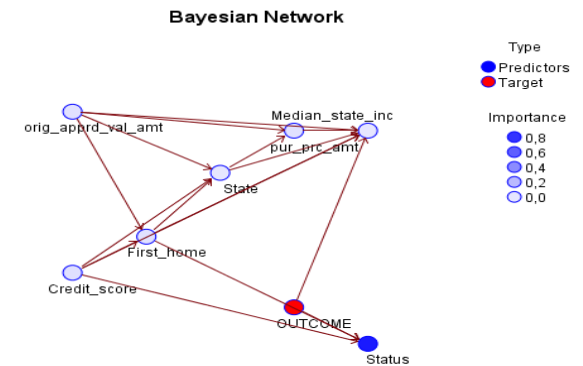 Bayesian Network
Type
Predictors
Target
Importance
0,8
0,6
0,4
0,2
0,0
Median_state_inc
orig_apprd_val_amt
pur_prc_amt
State
First_home
Credit_score
OUTCOME
Status